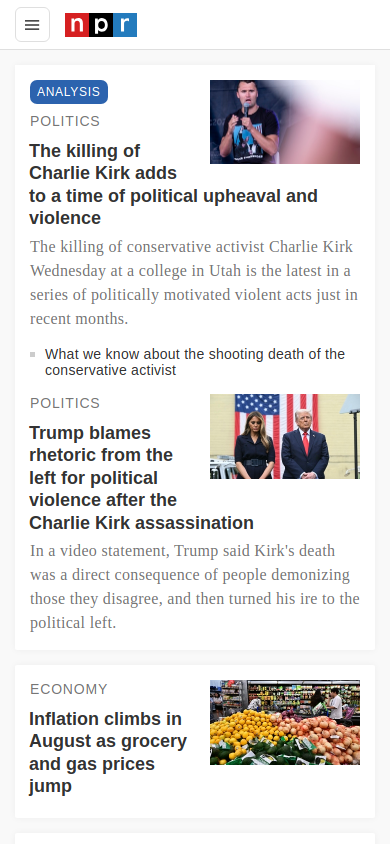 npr
ANALYSIS
POLITICS
The killing of
Charlie Kirk adds
to a time of political upheaval and
violence
The killing of conservative activist Charlie Kirk
Wednesday at a college in Utah is the latest in a
series of politically motivated violent acts just in
recent months.
What we know about the shooting death of the
conservative activist
POLITICS
Trump blames
rhetoric from the
left for political
violence after the
Charlie Kirk assassination
In a video statement, Trump said Kirk's death
was a direct consequence of people demonizing
those they disagree, and then turned his ire to the
political left.
ECONOMY
Inflation climbs in
August as grocery
and gas prices
jump